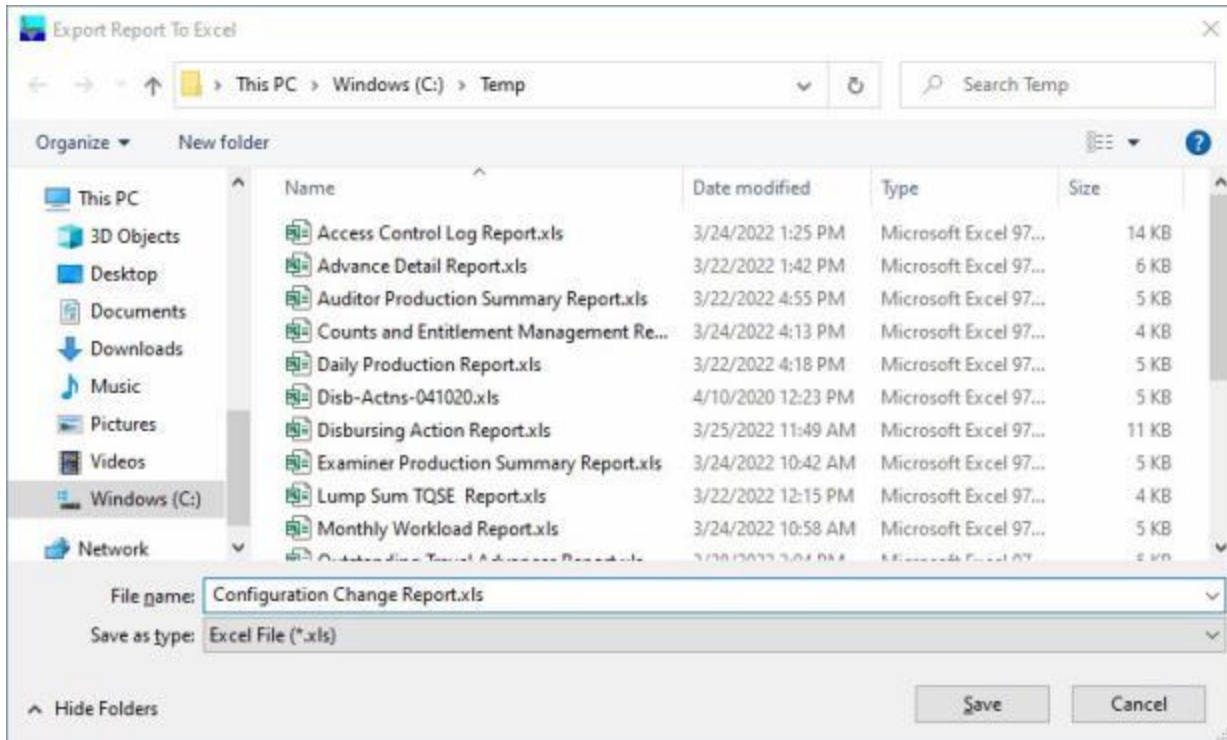 Export Report To Excel
This PC > Windows (C:) > Temp
Search Temp
Organize
New folder
Name Date modified Type Size
This PC
3D Objects
Desktop
Documents
Downloads
Music
Pictures
Videos
Windows (C:)
Network
Access Control Log Report.xls 3/24/2022 1:25 PM Microsoft Excel 97... 14 KB
Advance Detail Report.xls 3/22/2022 1:42 PM Microsoft Excel 97... 6 KB
Auditor Production Summary Report.xls 3/22/2022 4:55 PM Microsoft Excel 97... 5 KB
Counts and Entitlement Management Re... 3/24/2022 4:13 PM Microsoft Excel 97... 4 KB
Daily Production Report.xls 3/22/2022 4:18 PM Microsoft Excel 97... 5 KB
Disb-Actns-041020.xls 4/10/2020 12:23 PM Microsoft Excel 97... 5 KB
Disbursing Action Report.xls 3/25/2022 11:49 AM Microsoft Excel 97... 11 KB
Examiner Production Summary Report.xls 3/24/2022 10:42 AM Microsoft Excel 97... 5 KB
Lump Sum TQSE Report.xls 3/22/2022 12:15 PM Microsoft Excel 97... 4 KB
Monthly Workload Report.xls 3/24/2022 10:58 AM Microsoft Excel 97... 5 KB
File name: Configuration Change Report.xls
Save as type: Excel File (*.xls)
Hide Folders
Save
Cancel